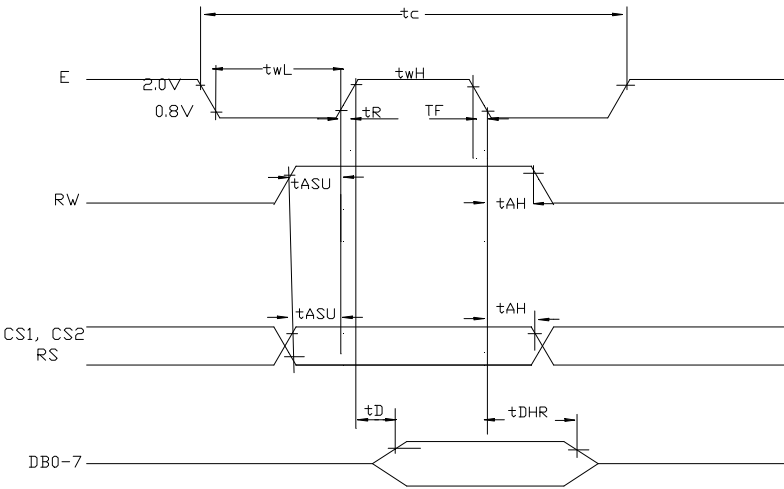 tc
twL
twH
E
2.0V
0.8V
tR
TF
tASU
RW
tAH
tASU
tAH
CS1, CS2
RS
tD
tDHR
DB0-7